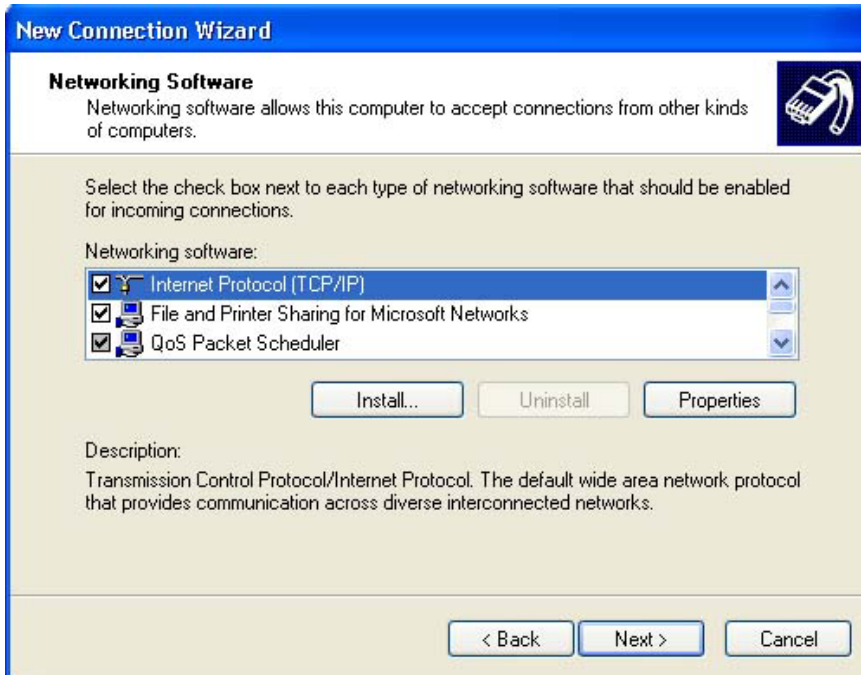 New Connection Wizard
Networking Software
Networking software allows this computer to accept connections from other kinds
of computers.
Select the check box next to each type of networking software that should be enabled
for incoming connections.
Networking software:
Internet Protocol (TCP/IP)
File and Printer Sharing for Microsoft Networks
QoS Packet Scheduler
Install... Uninstall Properties
Description:
Transmission Control Protocol/Internet Protocol. The default wide area network protocol
that provides communication across diverse interconnected networks.
< Back Next > Cancel